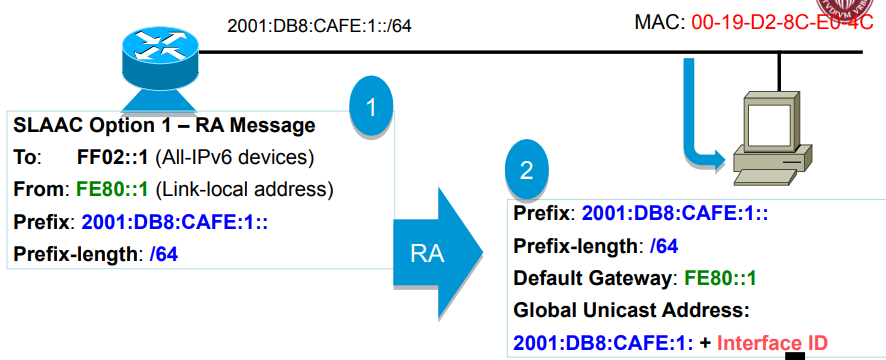 2001:DB8:CAFE:1::/64
MAC: 00-19-D2-8C-E0-4C
1
SLAAC Option 1 – RA Message
To: FF02::1 (All-IPv6 devices)
From: FE80::1 (Link-local address)
Prefix: 2001:DB8:CAFE:1::
Prefix-length: /64
RA
2
Prefix: 2001:DB8:CAFE:1::
Prefix-length: /64
Default Gateway: FE80::1
Global Unicast Address:
2001:DB8:CAFE:1: + Interface ID